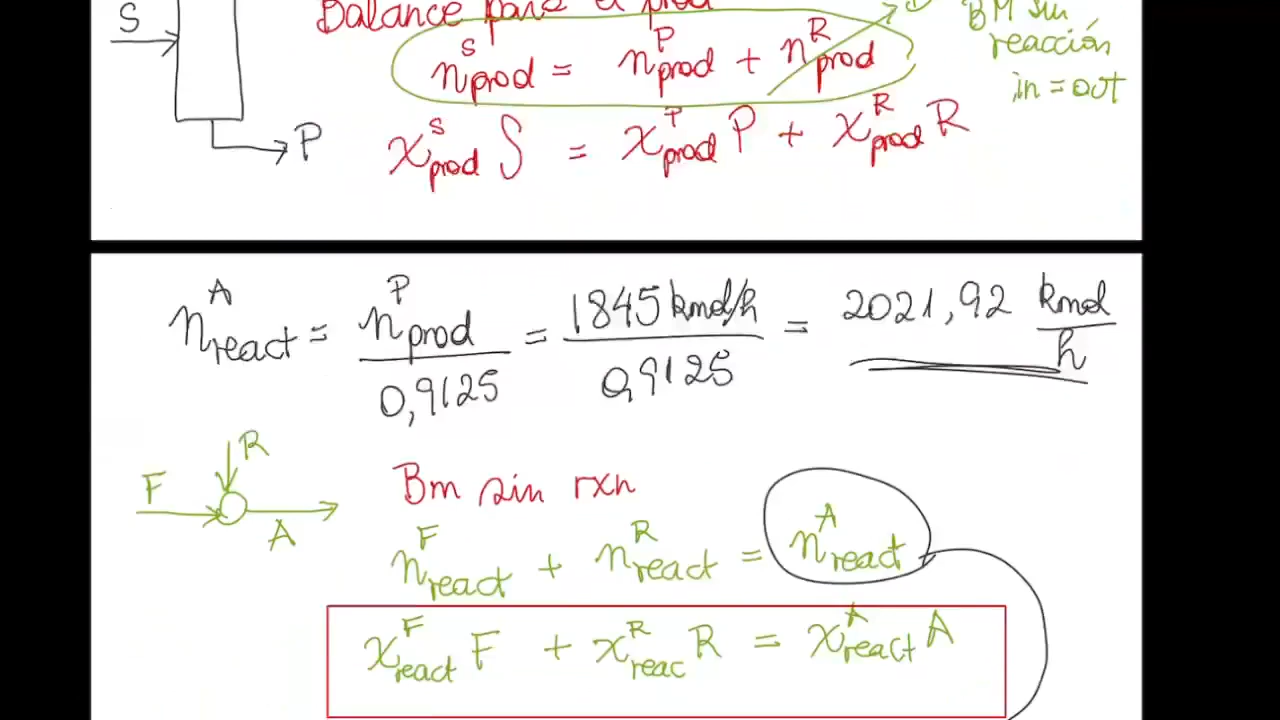 Balance para el prod
S
BM sin
reacción
in = out
n^S_prod = n^P_prod + n^R_prod
P
x^S_prod S = x^P_prod P + x^R_prod R
n^A_react = n^P_prod / 0,9125 = 1845 kmol/h / 0,9125 = 2021,92 kmol/h
F
R
A
Bm sin rxn
n^F_react + n^R_react = n^A_react
x^F_react F + x^R_reac R = x^A_react A